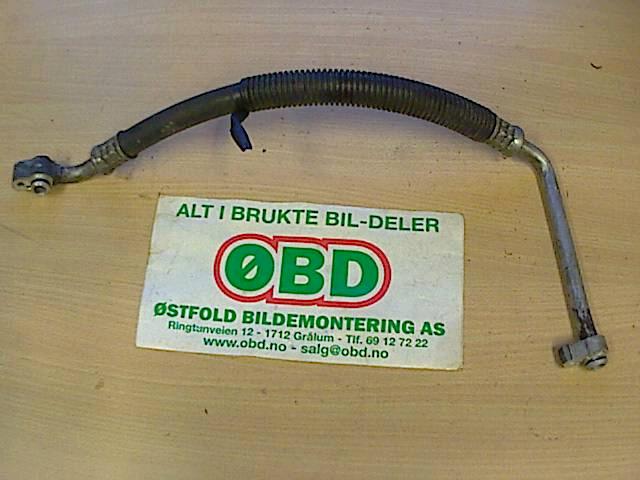 ALT I BRUKTE BIL-DELER
ØBD
ØSTFOLD BILDEMONTERING AS
Ringtunveien 12 - 1712 Grålum - Tlf. 69 12 72 22
www.obd.no - salg@obd.no